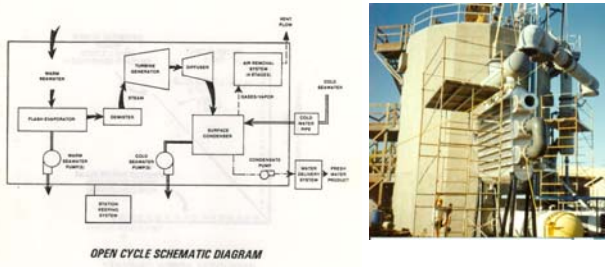 VENT
FLOW
TURBINE
GENERATOR
DIFFUSER
AIR REMOVAL
SYSTEM
(4 STAGES)
WARM
SEAWATER
COLD
SEAWATER
STEAM
GASES/VAPOR
FLASH EVAPORATOR
DEMISTER
SURFACE
CONDENSER
COLD
WATER
PIPE
WARM
SEAWATER
PUMP(S)
COLD
SEAWATER
PUMP(S)
CONDENSATE
PUMP
WATER
DELIVERY
SYSTEM
FRESH
WATER
PRODUCT
STATION
KEEPING
SYSTEM
OPEN CYCLE SCHEMATIC DIAGRAM